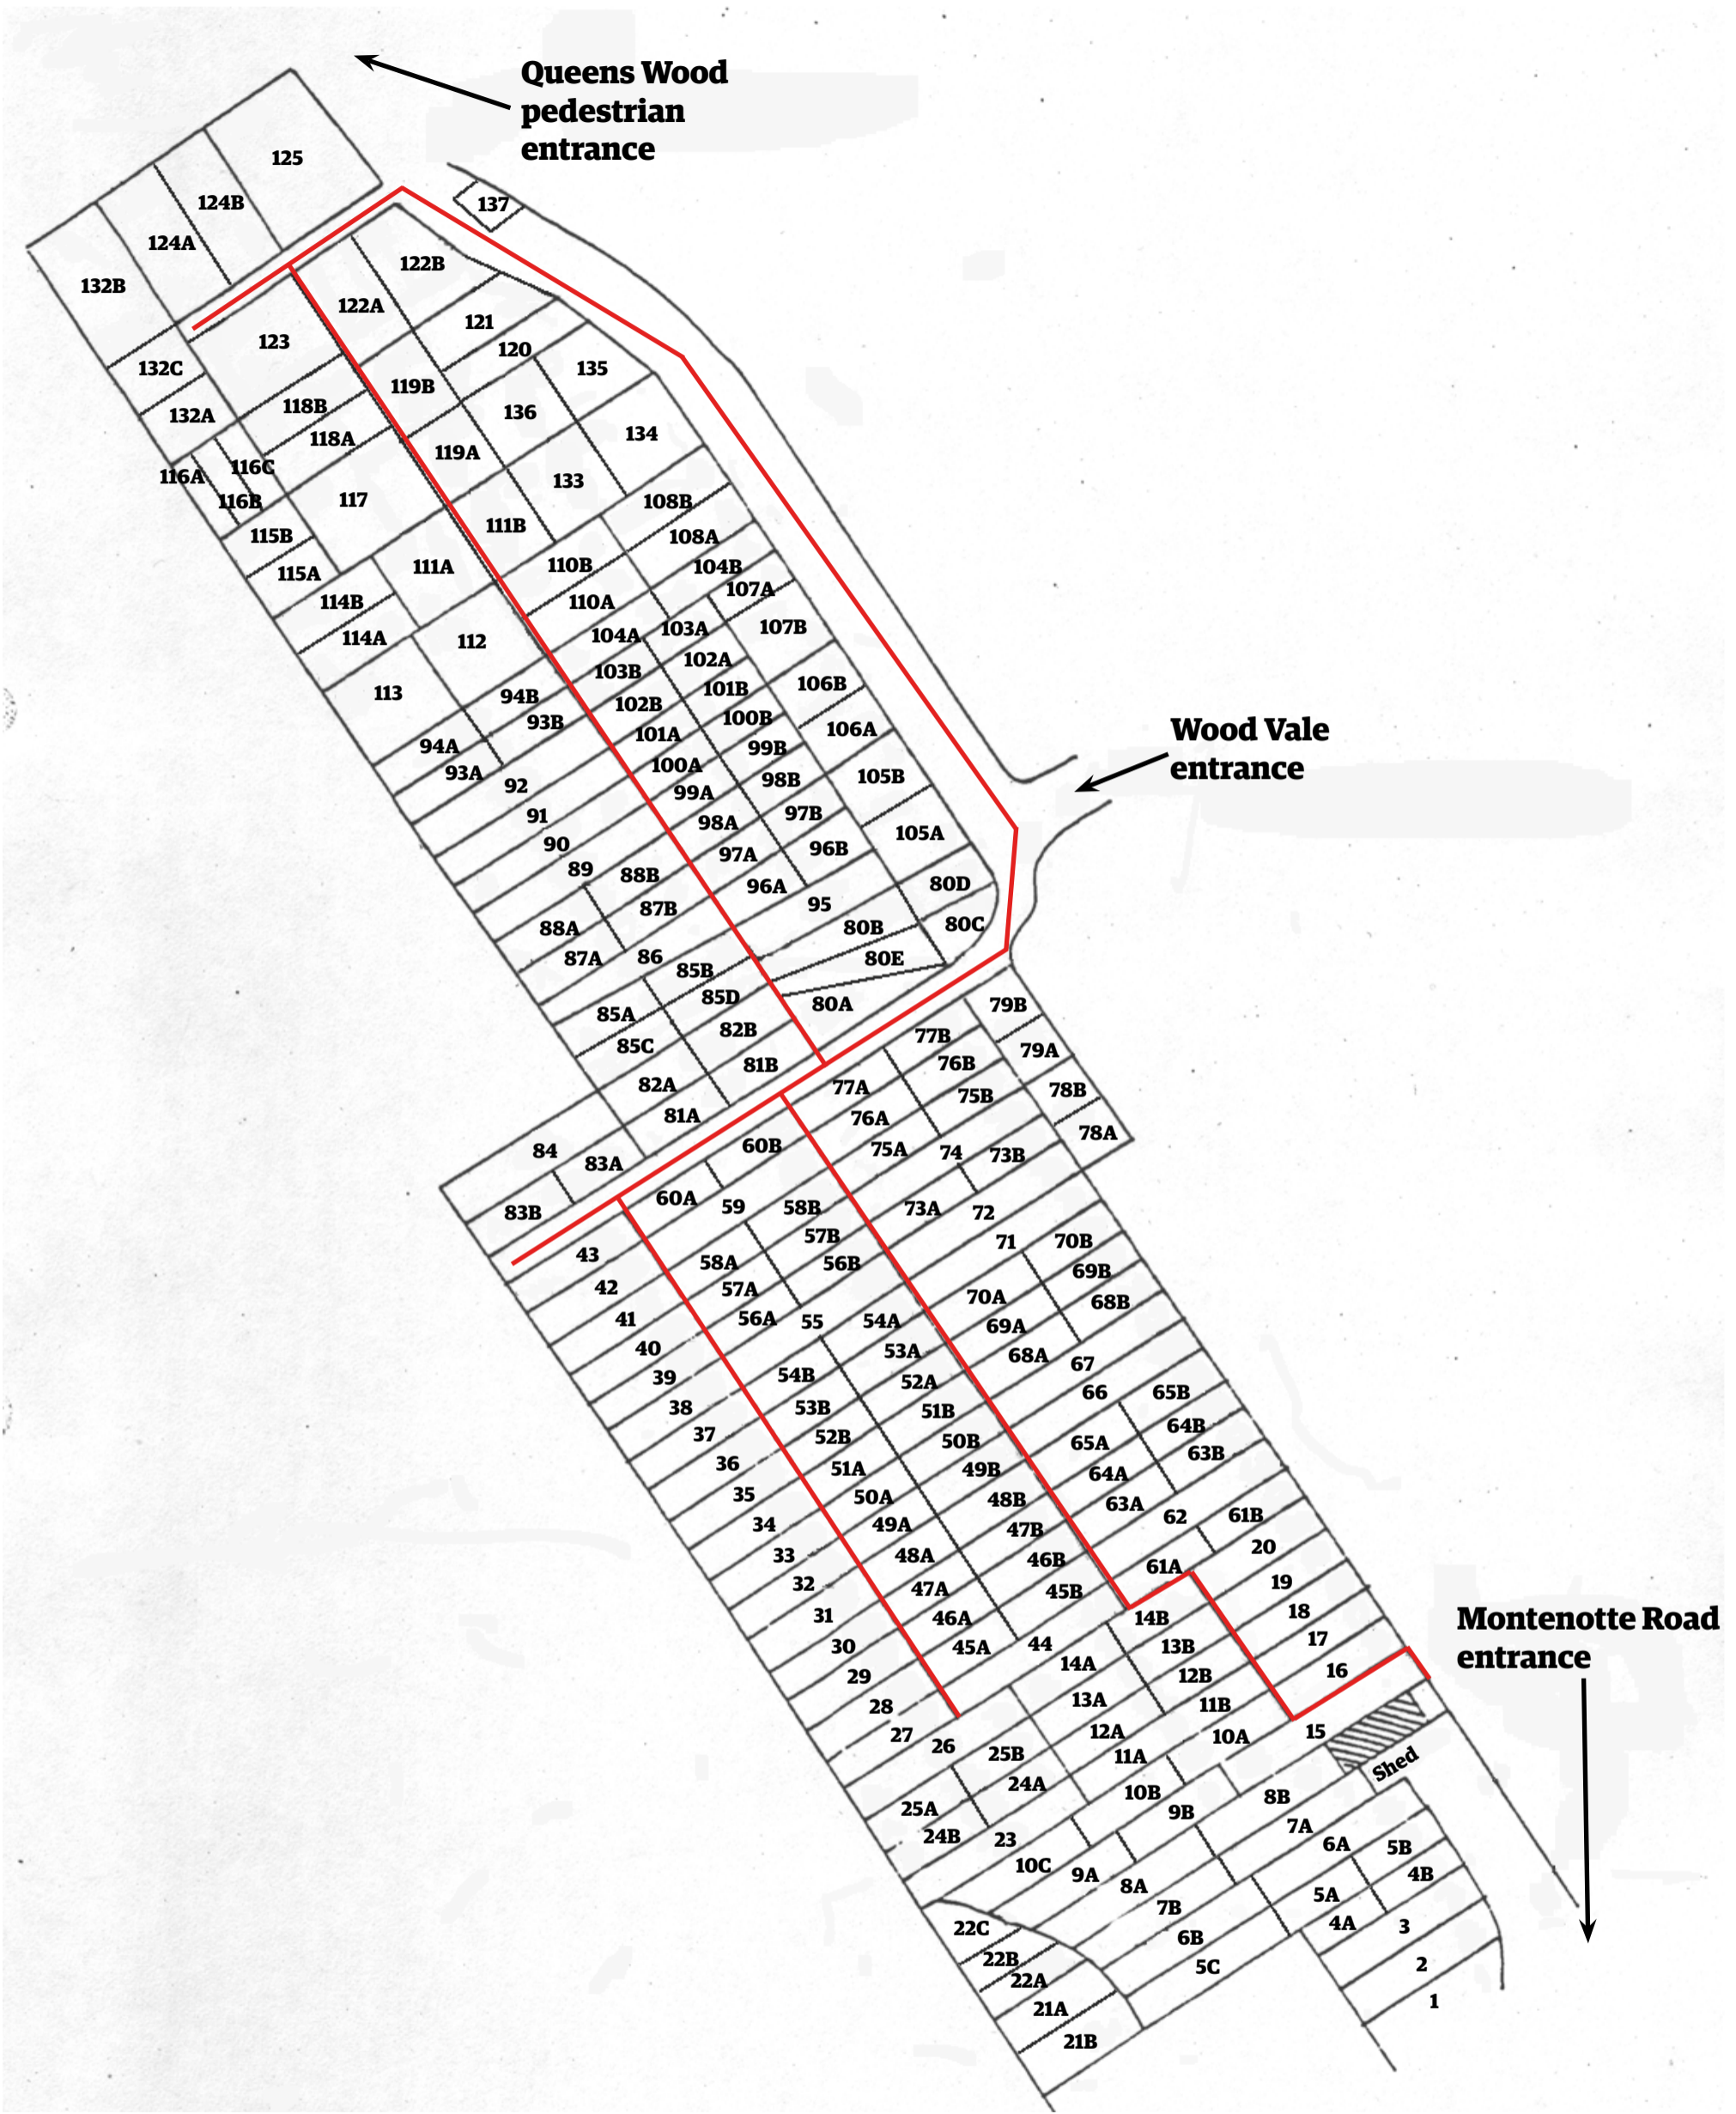 Queens Wood
pedestrian
entrance
125
124B
137
124A
122B
132B
122A
121
123
120
132C
135
119B
118B
136
132A
134
118A
119A
116C
116A
133
117
116B
108B
111B
115B
108A
110B
111A
104B
115A
107A
114B
110A
103A
107B
104A
114A
112
102A
103B
106B
101B
113
94B
102B
100B
93B
106A
Wood Vale
entrance
101A
94A
99B
100A
93A
105B
98B
92
99A
97B
91
98A
105A
90
96B
97A
89
88B
80D
96A
95
87B
80C
88A
80B
86
87A
80E
85B
85D
80A
79B
85A
82B
77B
85C
79A
76B
81B
82A
77A
78B
75B
81A
76A
78A
60B
84
75A
74
73B
83A
60A
59
58B
73A
83B
72
57B
71
70B
43
58A
56B
69B
42
57A
70A
68B
41
56A
55
54A
69A
40
53A
68A
67
39
54B
52A
66
65B
38
53B
51B
64B
37
52B
50B
65A
63B
36
51A
49B
64A
35
50A
48B
63A
34
49A
47B
62
61B
33
48A
46B
61A
20
32
47A
45B
19
31
46A
14B
18
Montenotte Road
entrance
30
45A
44
13B
17
29
14A
12B
16
28
13A
11B
27
26
25B
12A
10A
15
11A
Shed
24A
10B
8B
25A
9B
7A
24B
23
6A
5B
10C
9A
4B
8A
5A
7B
4A
3
22C
6B
22B
5C
2
22A
1
21A
21B